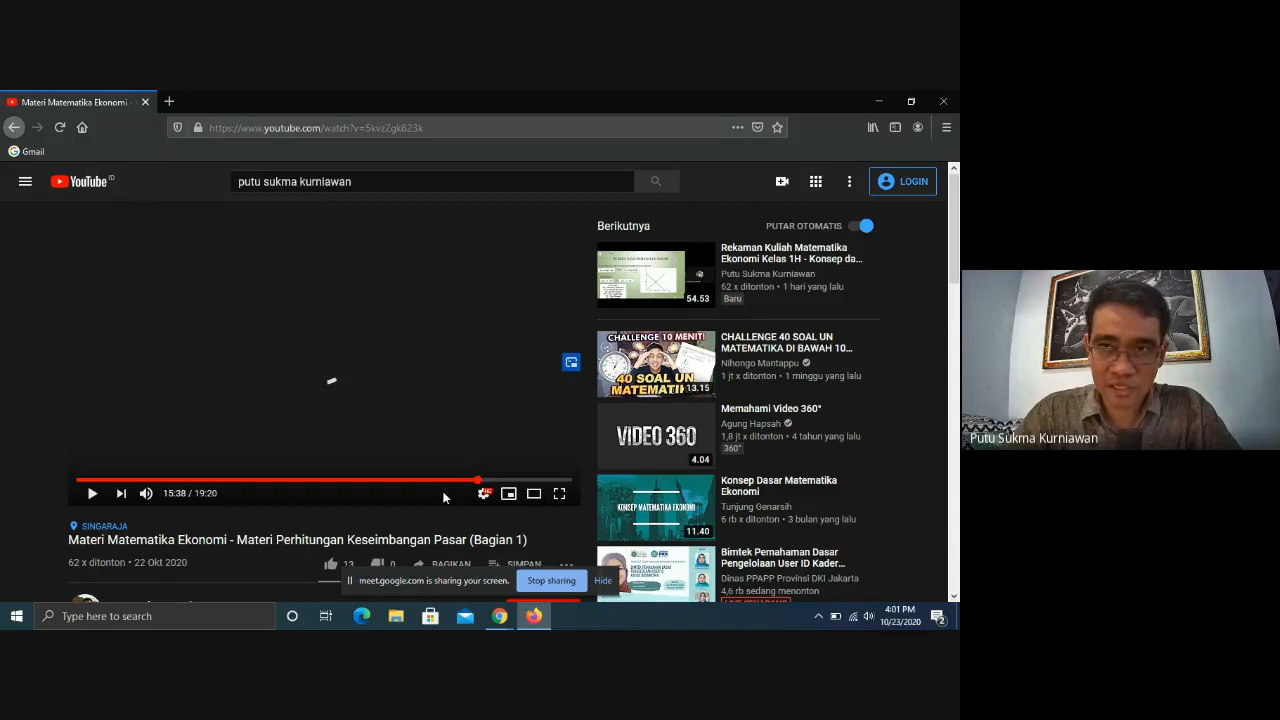 Materi Matematika Ekonomi -
https://www.youtube.com/watch?v=5kvzZgk823k
Gmail
YouTube ID
putu sukma kurniawan
LOGIN
Berikutnya
PUTAR OTOMATIS
Rekaman Kuliah Matematika
Ekonomi Kelas 1H - Konsep da...
Putu Sukma Kurniawan
62 x ditonton • 1 hari yang lalu
Baru
54.53
CHALLENGE 10 MENIT!
40 SOAL UN
MATEMATIK
13.15
CHALLENGE 40 SOAL UN
MATEMATIKA DI BAWAH 10...
Nihongo Mantappu
1 jt x ditonton • 1 minggu yang lalu
VIDEO 360
4.04
Memahami Video 360°
Agung Hapsah
1,8 jt x ditonton • 4 tahun yang lalu
360°
KONSEP MATEMATIKA EKONOMI
11.40
Konsep Dasar Matematika
Ekonomi
Tunjung Genarsih
6 rb x ditonton • 3 bulan yang lalu
Bimtek Pemahaman Dasar
Pengelolaan User ID Kader...
Dinas PPAPP Provinsi DKI Jakarta
4,6 rb sedang menonton
15:38 / 19:20
SINGARAJA
Materi Matematika Ekonomi - Materi Perhitungan Keseimbangan Pasar (Bagian 1)
62 x ditonton • 22 Okt 2020
13
0
BAGIKAN
SIMPAN
meet.google.com is sharing your screen.
Stop sharing
Hide
Type here to search
4:01 PM
10/23/2020
2
Putu Sukma Kurniawan